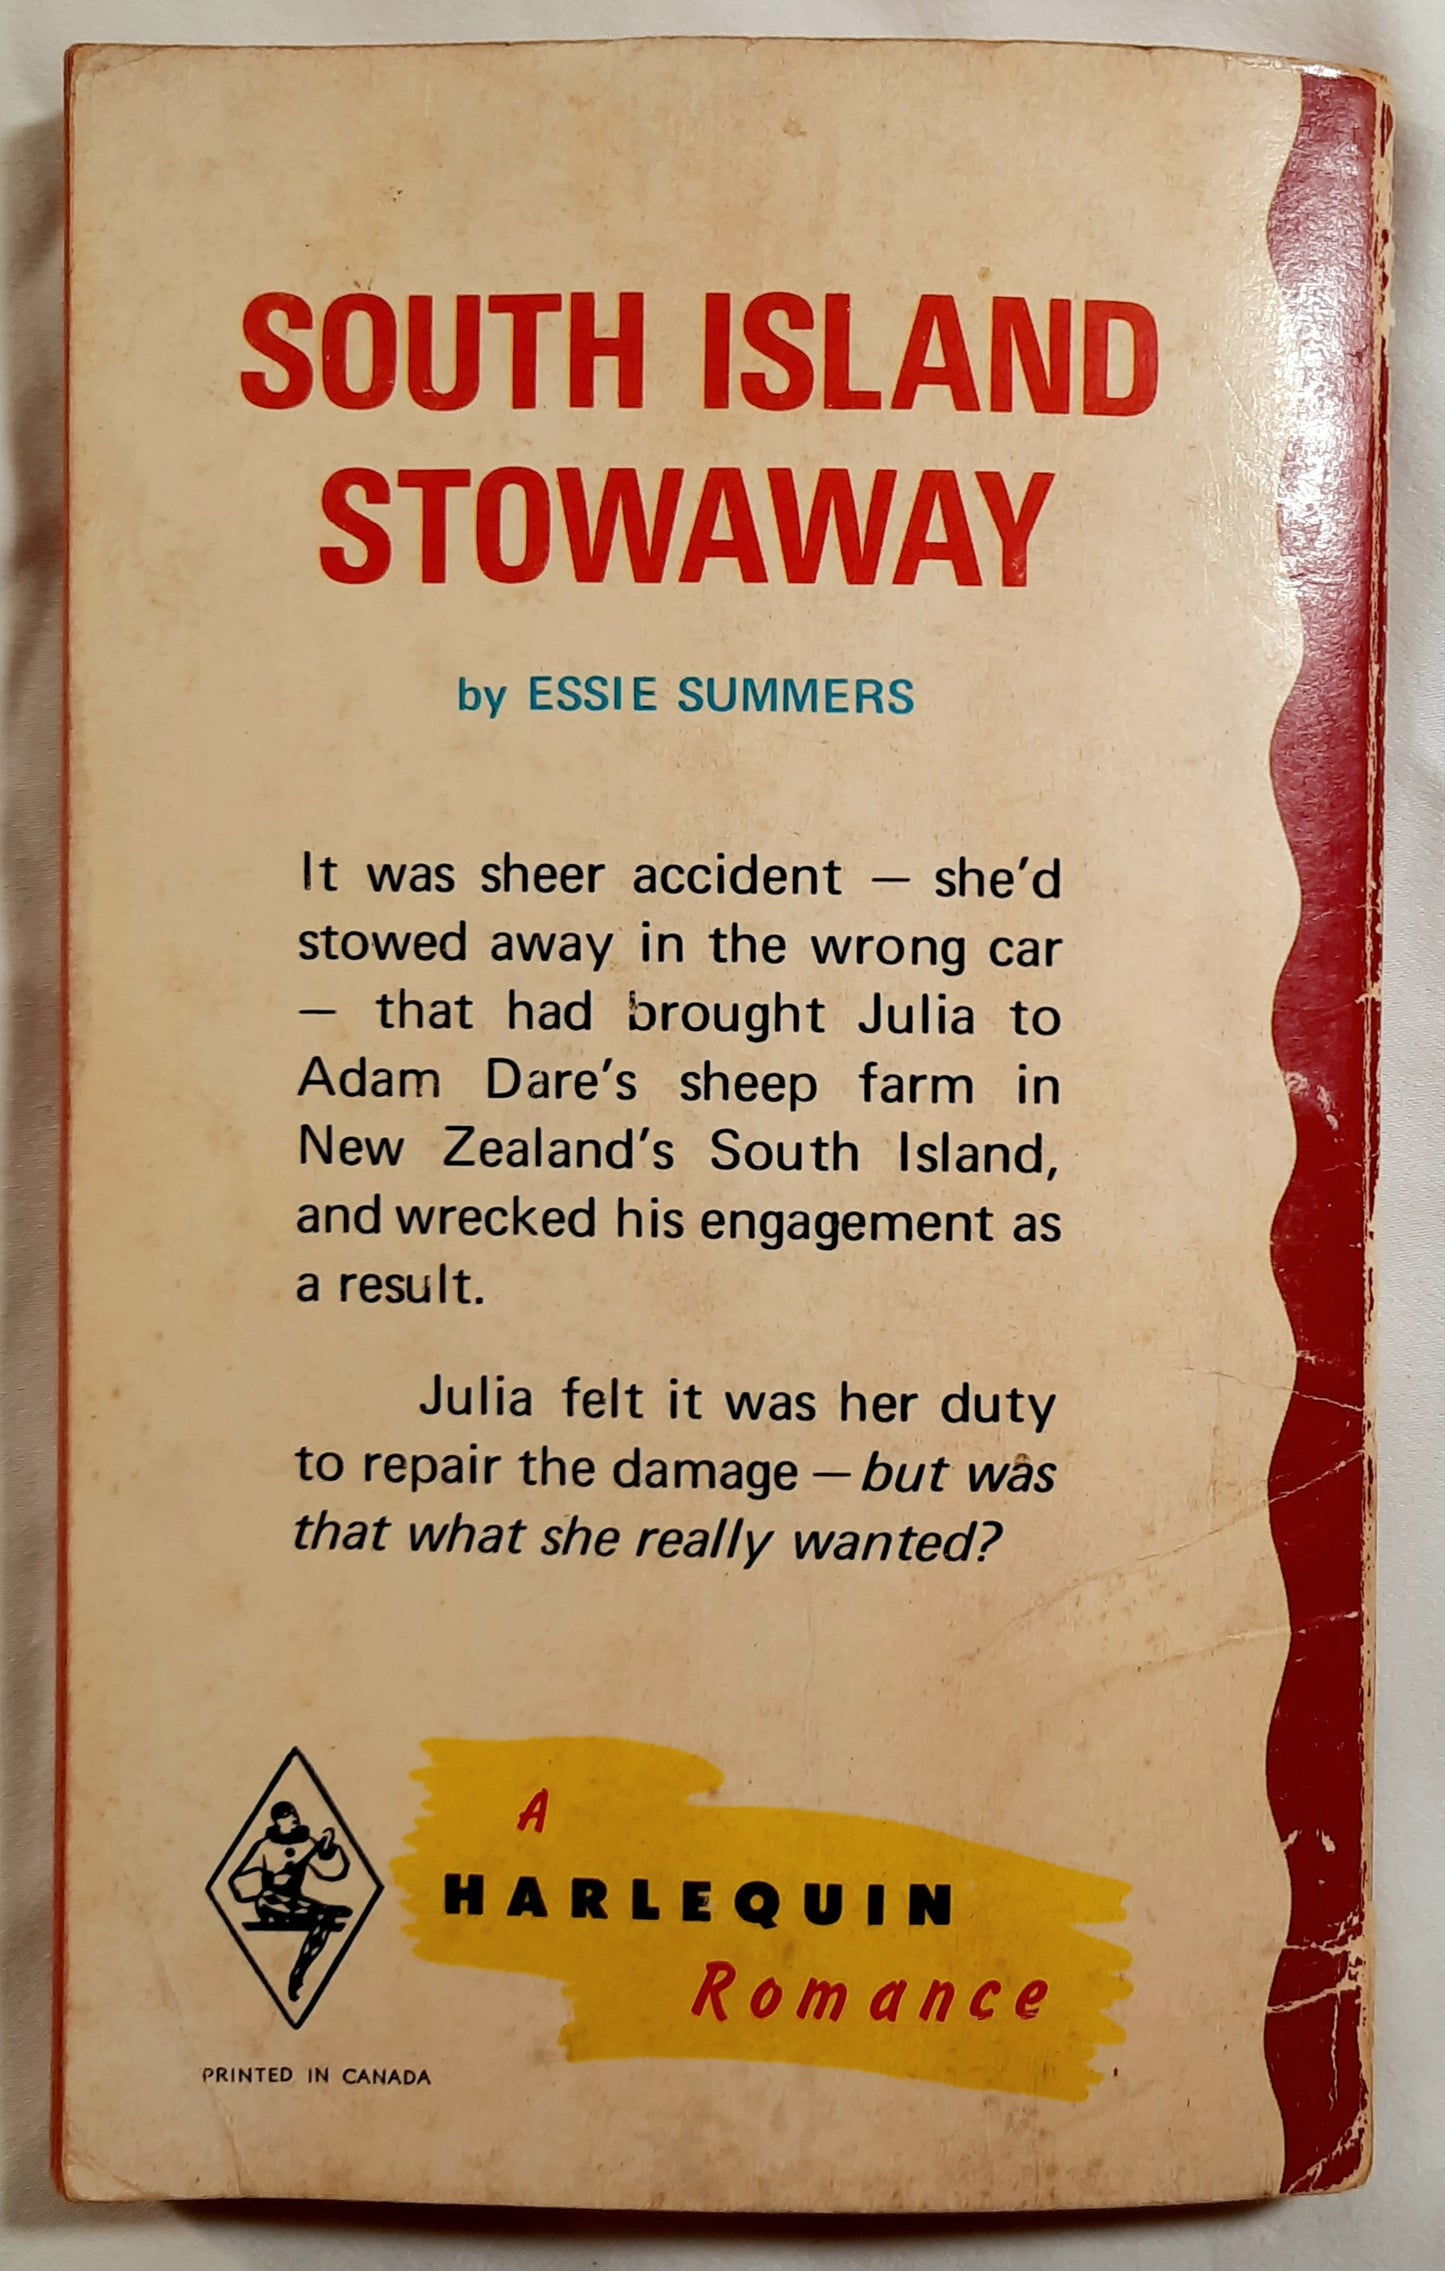 SOUTH ISLAND
STOWAWAY
by ESSIE SUMMERS
It was sheer accident — she’d
stowed away in the wrong car
— that had brought Julia to
Adam Dare’s sheep farm in
New Zealand’s South Island,
and wrecked his engagement as
a result.
Julia felt it was her duty
to repair the damage — but was
that what she really wanted?
A
HARLEQUIN
Romance
PRINTED IN CANADA